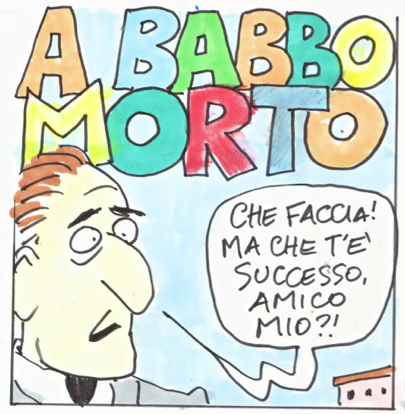 A BABBO
MORTO
CHE FACCIA!
MA CHE T'E'
SUCCESSO,
AMICO
MIO?!